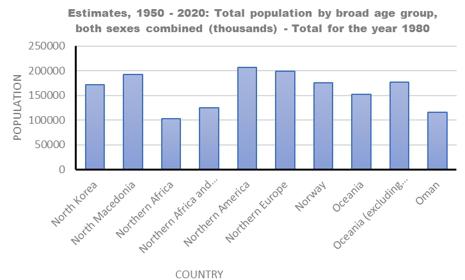 Estimates, 1950 - 2020: Total population by broad age group,
both sexes combined (thousands) - Total for the year 1980
POPULATION
250000
200000
150000
100000
50000
0
North Korea
North Macedonia
Northern Africa
Northern Africa and...
Northern America
Northern Europe
Norway
Oceania
Oceania (excluding...
Oman
COUNTRY